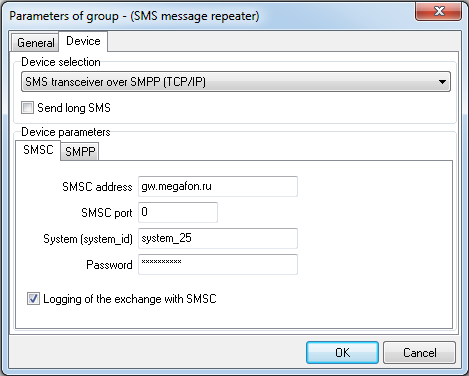 Parameters of group - (SMS message repeater)
General Device
Device selection
SMS transceiver over SMPP (TCP/IP)
Send long SMS
Device parameters
SMSC SMPP
SMSC address gw.megafon.ru
SMSC port 0
System (system_id) system_25
Password ××××××××××
Logging of the exchange with SMSC
OK Cancel